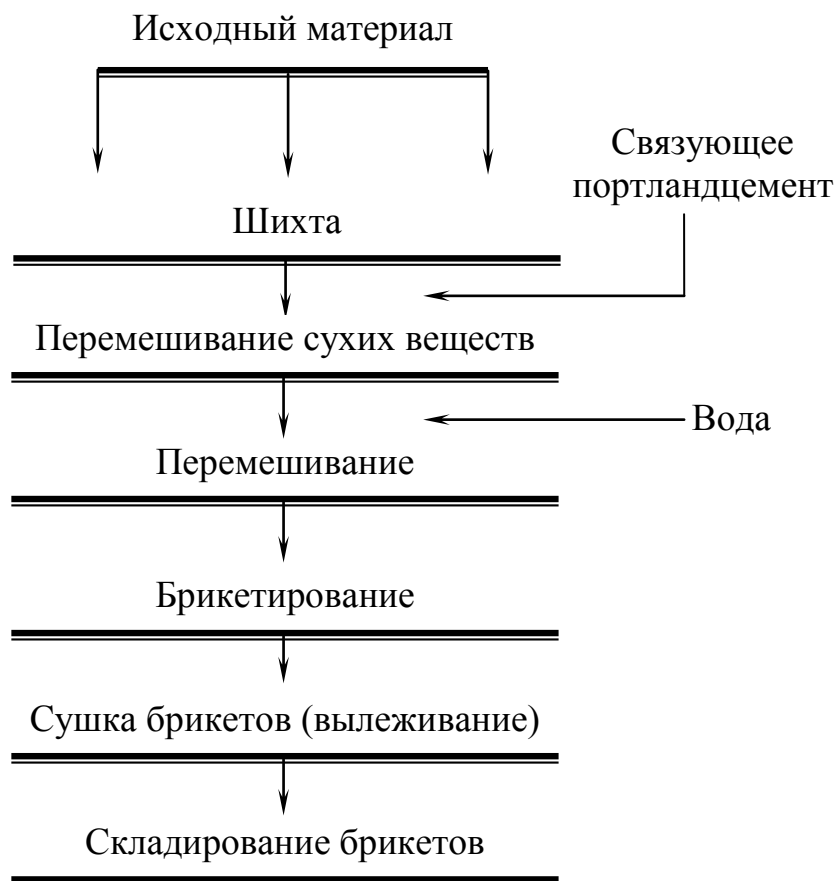 Исходный материал
Связующее
портландцемент
Шихта
Перемешивание сухих веществ
Вода
Перемешивание
Брикетирование
Сушка брикетов (вылеживание)
Складирование брикетов